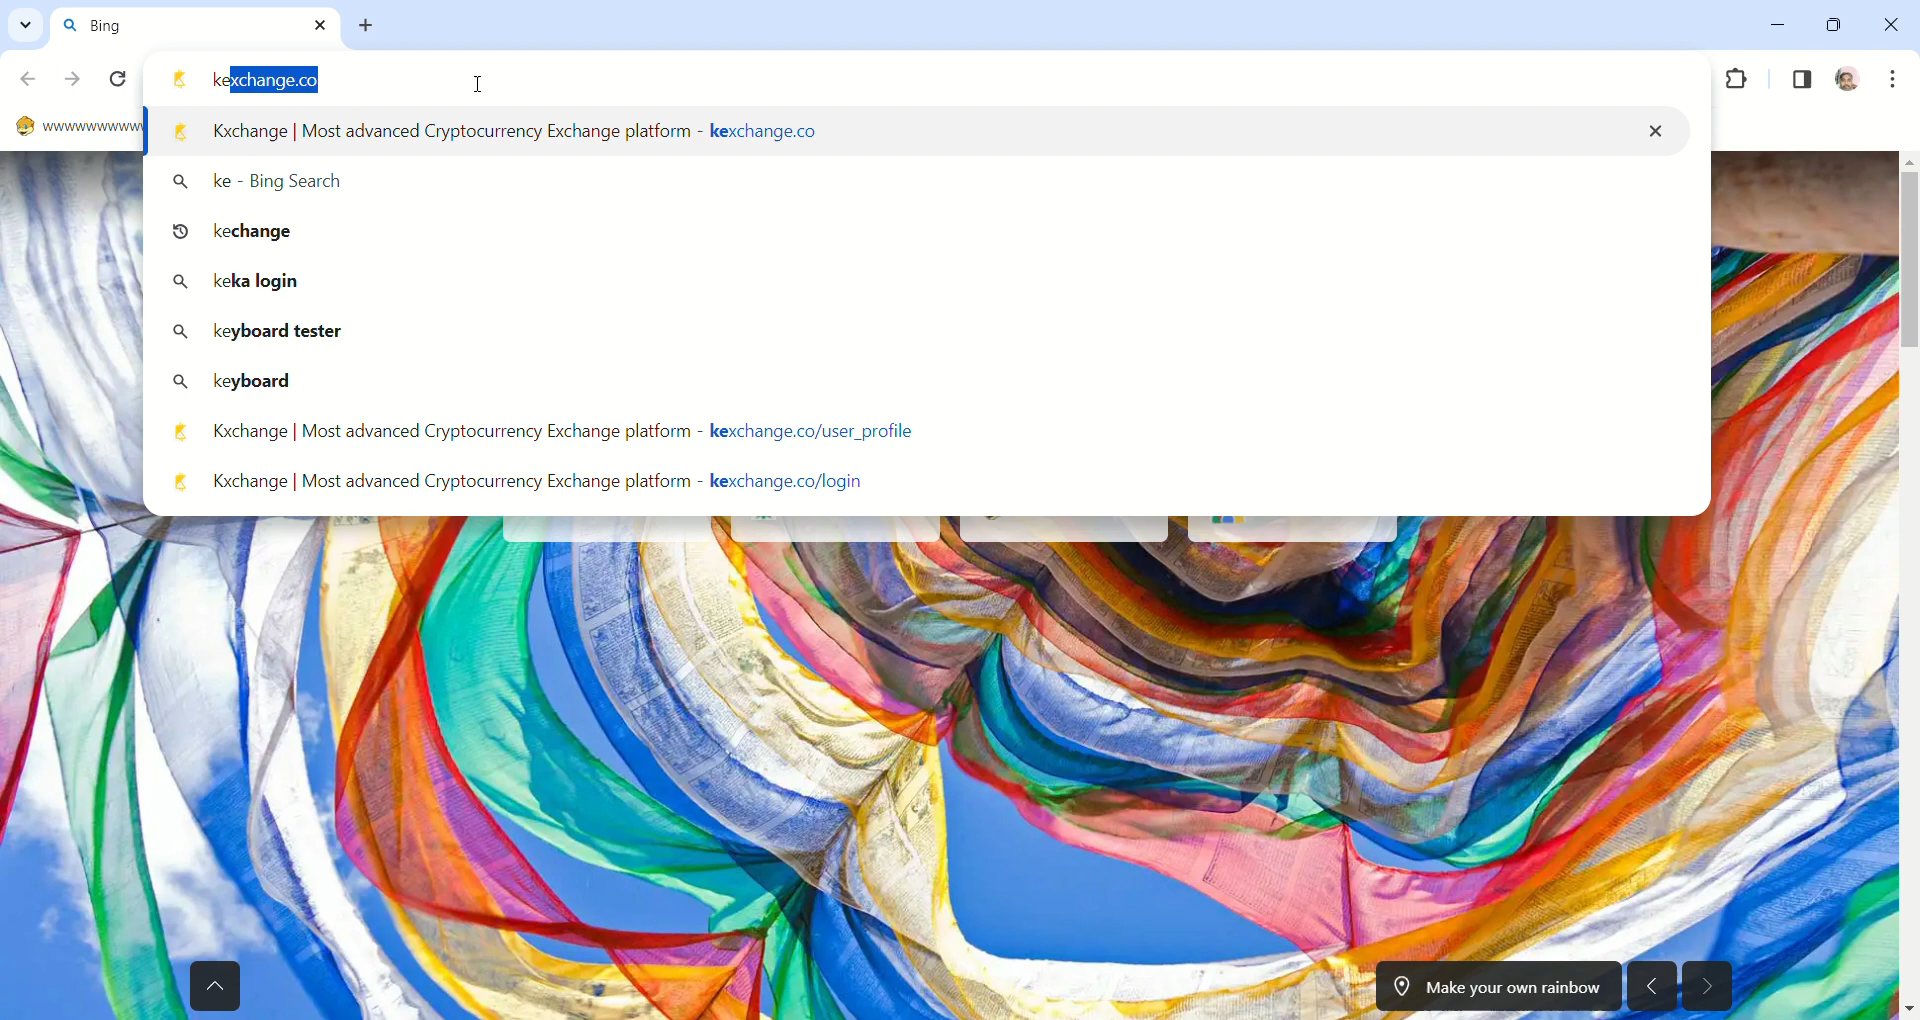 Bing
kexchange.co
wwwwwwwwww
Kxchange | Most advanced Cryptocurrency Exchange platform - kexchange.co
ke - Bing Search
kechange
keka login
keyboard tester
keyboard
Kxchange | Most advanced Cryptocurrency Exchange platform - kexchange.co/user_profile
Kxchange | Most advanced Cryptocurrency Exchange platform - kexchange.co/login
Make your own rainbow